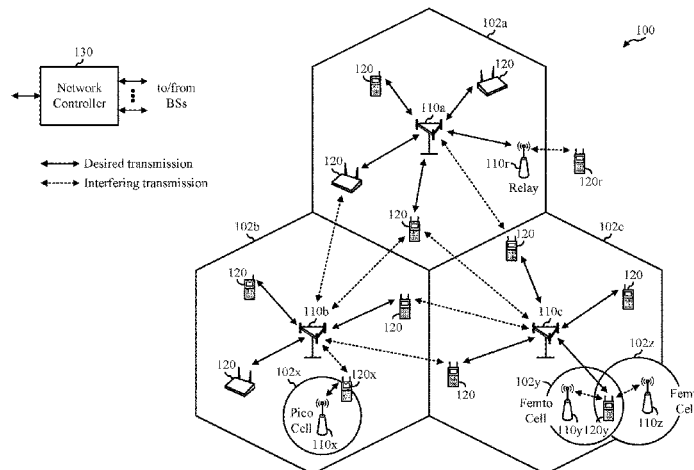 102a
100
130
Network
Controller
to/from
BSs
120
120
110a
Desired transmission
Interfering transmission
120
110r
Relay
120r
102b
120
120
102c
120
120
110b
120
110c
120
102z
120
102x
120x
120
102y
Pico
Cell
110x
Femto
Cell
110y
120y
110z
Femt
Cel